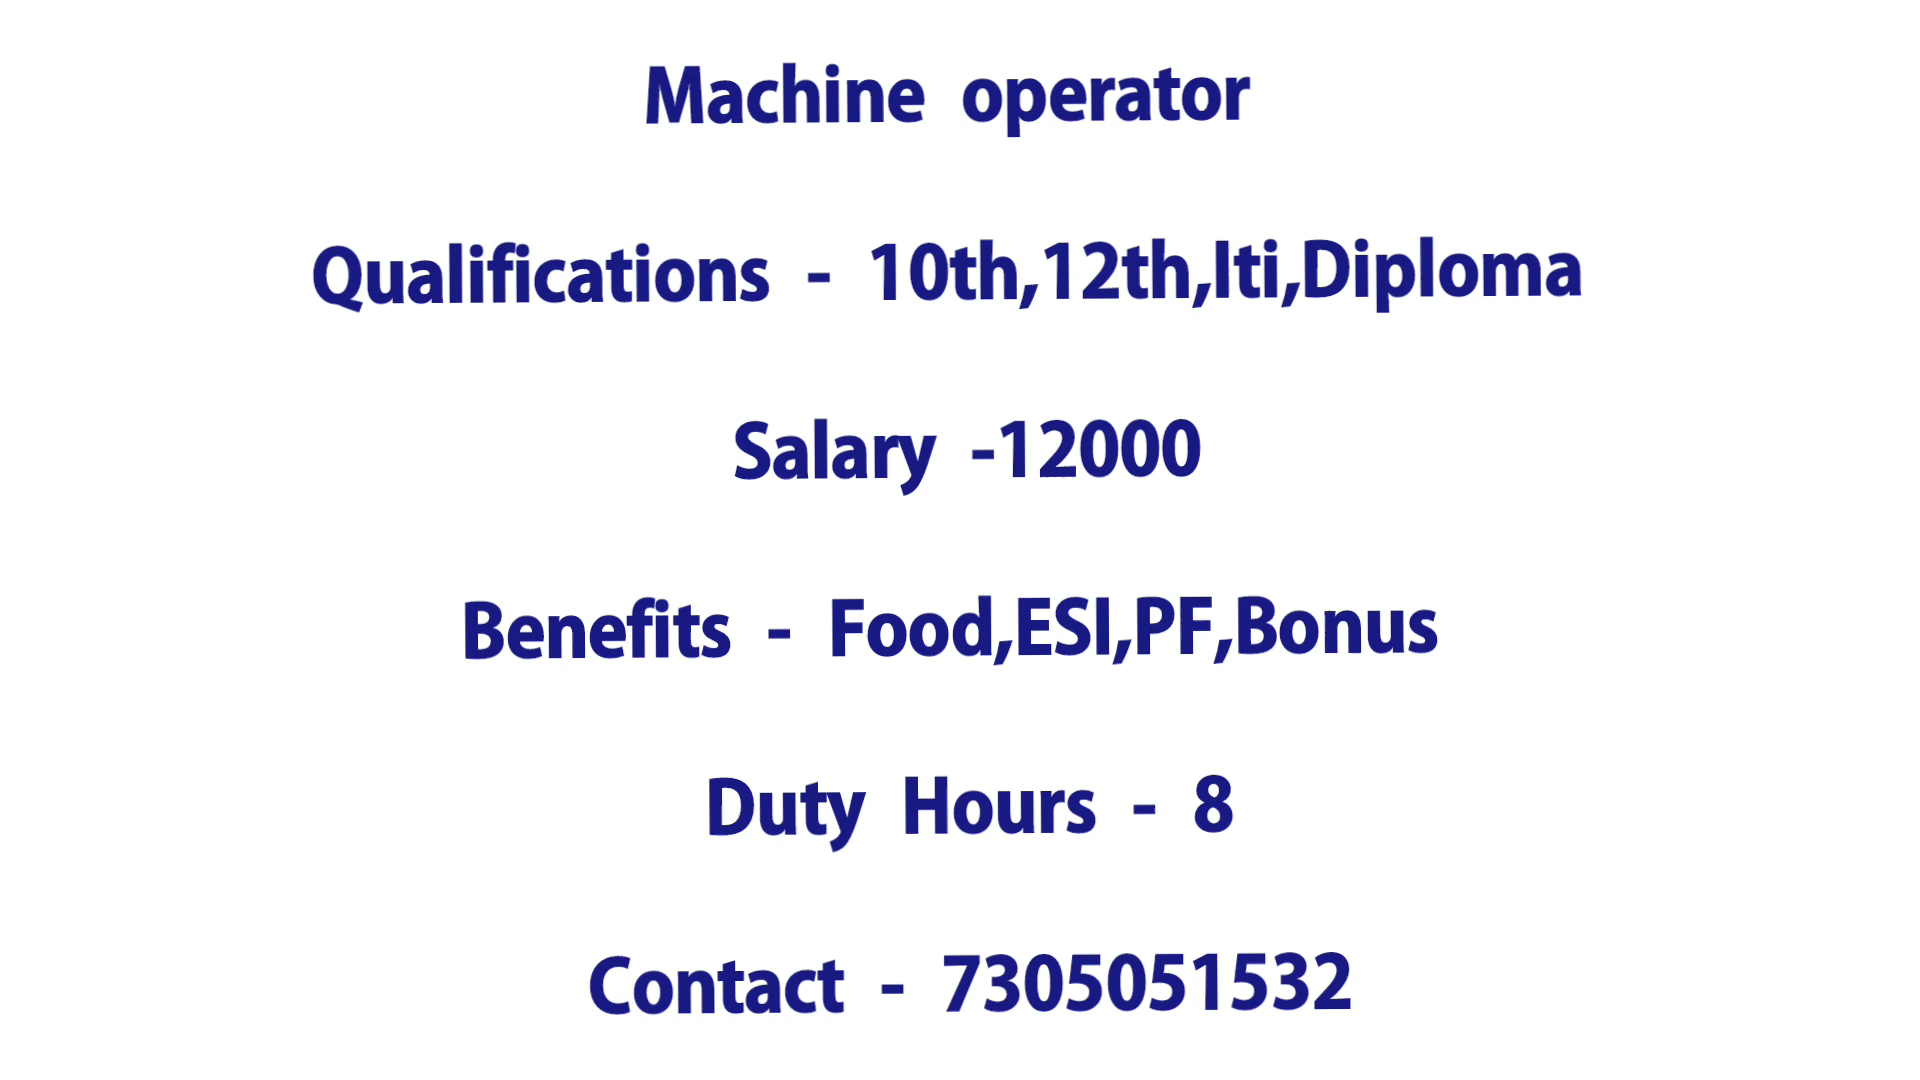 Machine operator
Qualifications - 10th,12th,Iti,Diploma
Salary -12000
Benefits - Food,ESI,PF,Bonus
Duty Hours - 8
Contact - 7305051532